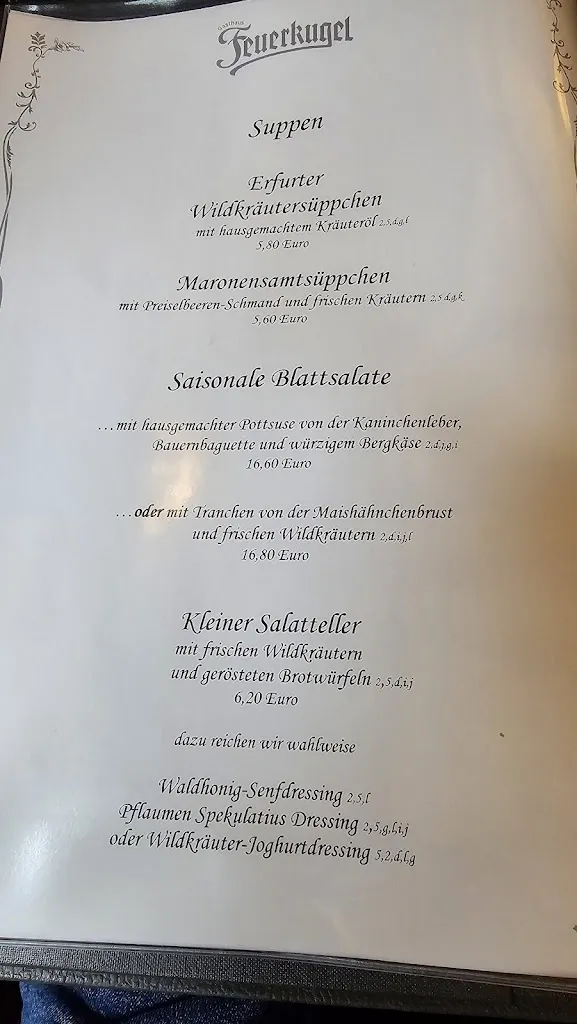 Gasthaus
Feuerkugel
Suppen
Erfurter
Wildkräutersüppchen
mit hausgemachtem Kräuteröl 2,5,d,g,l
5,80 Euro
Maronensamtsüppchen
mit Preiselbeeren-Schmand und frischen Kräutern 2,5,d,g,k
5,60 Euro
Saisonale Blattsalate
...mit hausgemachter Pottsuse von der Kaninchenleber,
Bauernbaguette und würzigem Bergkäse 2,d,j,g,i
16,60 Euro
...oder mit Tranchen von der Maishähnchenbrust
und frischen Wildkräutern 2,d,i,j,l
16,80 Euro
Kleiner Salatteller
mit frischen Wildkräutern
und gerösteten Brotwürfeln 2,5,d,i,j
6,20 Euro
dazu reichen wir wahlweise
Waldhonig-Senfdressing 2,5,l
Pflaumen Spekulatius Dressing 2,5,g,l,i,j
oder Wildkräuter-Joghurtdressing 5,2,d,l,g